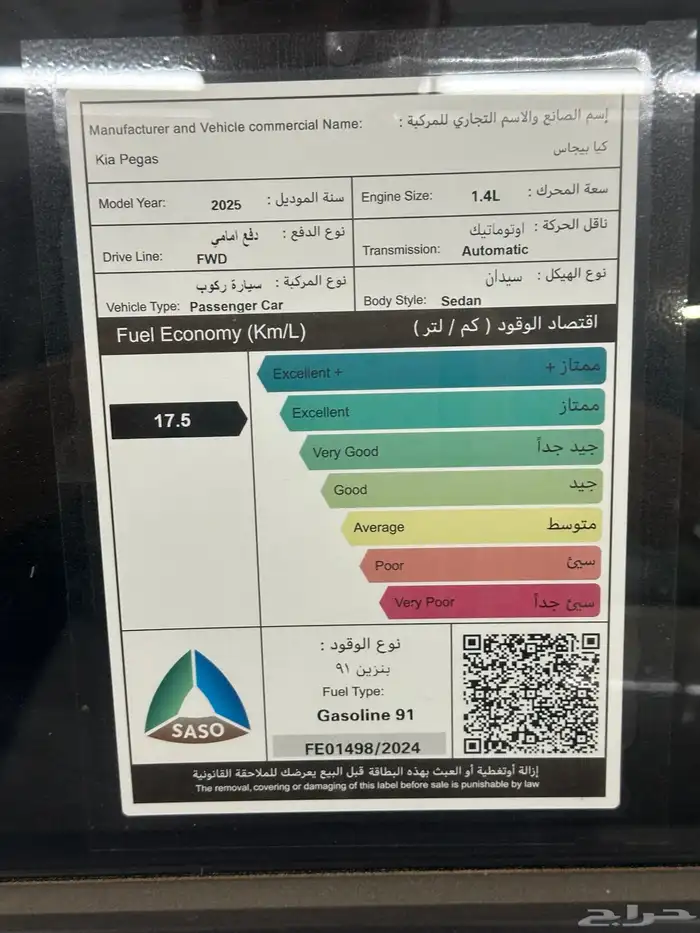 Manufacturer and Vehicle commercial Name: إسم الصانع والاسم التجاري للمركبة :
Kia Pegas كيا بيجاس
Model Year: 2025 سنة الموديل :
Engine Size: 1.4L سعة المحرك :
نوع الدفع : دفع امامي
Drive Line: FWD
ناقل الحركة : اوتوماتيك
Transmission: Automatic
نوع المركبة : سيارة ركوب
Vehicle Type: Passenger Car
نوع الهيكل : سيدان
Body Style: Sedan
Fuel Economy (Km/L) اقتصاد الوقود ( كم / لتر )
Excellent + ممتاز +
17.5
Excellent ممتاز
Very Good جيد جداً
Good جيد
Average متوسط
Poor سيئ
Very Poor سيئ جداً
SASO
نوع الوقود :
بنزين ٩١
Fuel Type:
Gasoline 91
FE01498/2024
إزالة أوتغطية أو العبث بهذه البطاقة قبل البيع يعرضك للملاحقة القانونية
The removal, covering or damaging of this label before sale is punishable by law
حراج